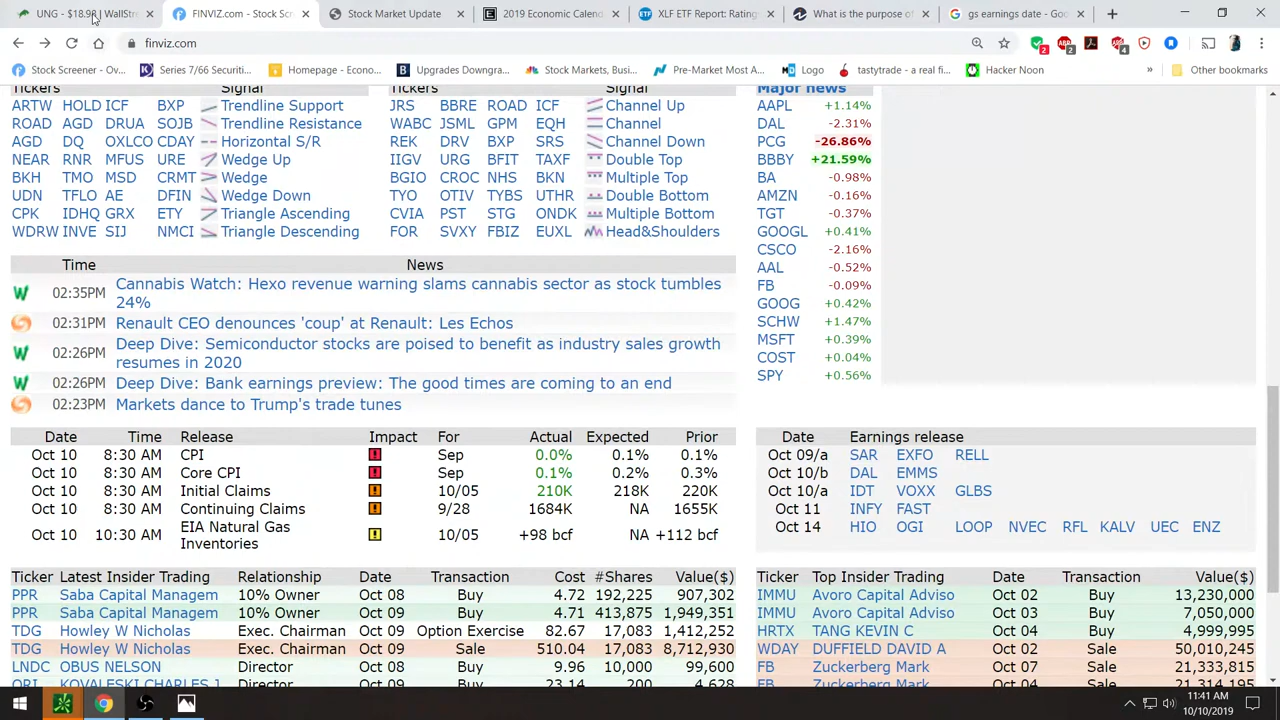 UNG - $18.98 | WallStre
FINVIZ.com - Stock Scr
Stock Market Update
2019 Economic Calend
XLF ETF Report: Rating
What is the purpose of
gs earnings date - Goo
finviz.com
2
2
4
Stock Screener - Ov...
Series 7/66 Securiti...
Homepage - Econo...
Upgrades Downgra...
Stock Markets, Busi...
Pre-Market Most A...
Logo
tastytrade - a real fi...
Hacker Noon
»
Other bookmarks
Tickers Signal Tickers Signal Major news
ARTW HOLD ICF BXP Trendline Support JRS BBRE ROAD ICF Channel Up AAPL +1.14%
ROAD AGD DRUA SOJB Trendline Resistance WABC JSML GPM EQH Channel DAL -2.31%
AGD DQ OXLCO CDAY Horizontal S/R REK DRV BXP SRS Channel Down PCG -26.86%
NEAR RNR MFUS URE Wedge Up IIGV URG BFIT TAXF Double Top BBBY +21.59%
BKH TMO MSD CRMT Wedge BGIO CROC NHS BKN Multiple Top BA -0.98%
UDN TFLO AE DFIN Wedge Down TYO OTIV TYBS UTHR Double Bottom AMZN -0.16%
CPK IDHQ GRX ETY Triangle Ascending CVIA PST STG ONDK Multiple Bottom TGT -0.37%
WDRW INVE SIJ NMCI Triangle Descending FOR SVXY FBIZ EUXL Head&Shoulders GOOGL +0.41%
CSCO -2.16%
AAL -0.52%
FB -0.09%
GOOG +0.42%
SCHW +1.47%
MSFT +0.39%
COST +0.04%
SPY +0.56%
Time News
02:35PM Cannabis Watch: Hexo revenue warning slams cannabis sector as stock tumbles
24%
02:31PM Renault CEO denounces 'coup' at Renault: Les Echos
02:26PM Deep Dive: Semiconductor stocks are poised to benefit as industry sales growth
resumes in 2020
02:26PM Deep Dive: Bank earnings preview: The good times are coming to an end
02:23PM Markets dance to Trump's trade tunes
Date Time Release Impact For Actual Expected Prior
Oct 10 8:30 AM CPI Sep 0.0% 0.1% 0.1%
Oct 10 8:30 AM Core CPI Sep 0.1% 0.2% 0.3%
Oct 10 8:30 AM Initial Claims 10/05 210K 218K 220K
Oct 10 8:30 AM Continuing Claims 9/28 1684K NA 1655K
Oct 10 10:30 AM EIA Natural Gas
Inventories 10/05 +98 bcf NA +112 bcf
Date Earnings release
Oct 09/a SAR EXFO RELL
Oct 10/b DAL EMMS
Oct 10/a IDT VOXX GLBS
Oct 11 INFY FAST
Oct 14 HIO OGI LOOP NVEC RFL KALV UEC ENZ
Ticker Latest Insider Trading Relationship Date Transaction Cost #Shares Value($)
PPR Saba Capital Managem 10% Owner Oct 08 Buy 4.72 192,225 907,302
PPR Saba Capital Managem 10% Owner Oct 09 Buy 4.71 413,875 1,949,351
TDG Howley W Nicholas Exec. Chairman Oct 09 Option Exercise 82.67 17,083 1,412,252
TDG Howley W Nicholas Exec. Chairman Oct 09 Sale 510.04 17,083 8,712,930
LNDC OBUS NELSON Director Oct 08 Buy 9.96 10,000 99,600
ORI KOVALESKI CHARLES J Director Oct 09 Buy 23.14 200 4,628
Ticker Top Insider Trading Date Transaction Value($)
IMMU Avoro Capital Adviso Oct 02 Buy 13,230,000
IMMU Avoro Capital Adviso Oct 03 Buy 7,050,000
HRTX TANG KEVIN C Oct 04 Buy 4,999,995
WDAY DUFFIELD DAVID A Oct 02 Sale 50,010,245
FB Zuckerberg Mark Oct 07 Sale 21,333,815
FB Zuckerberg Mark Oct 04 Sale 21,314,195
11:41 AM
10/10/2019